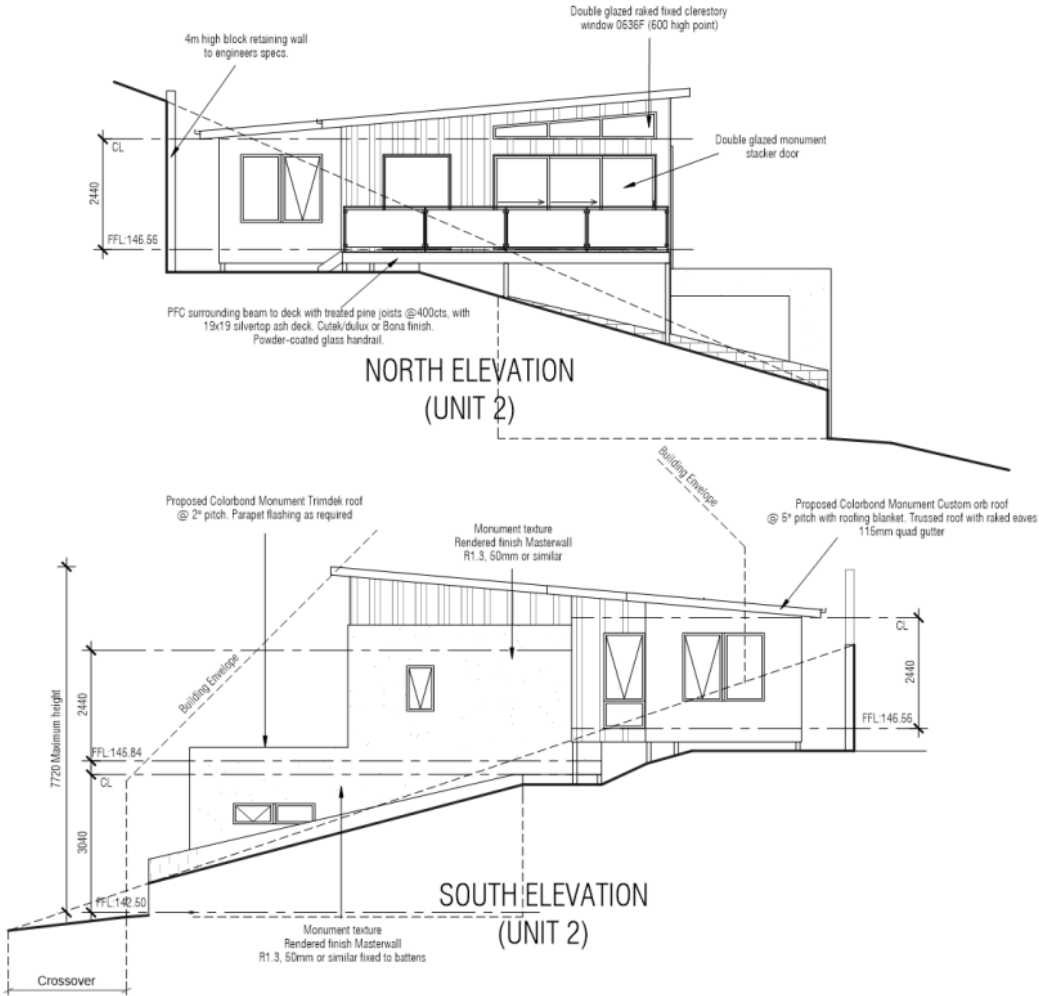 Double glazed raked fixed clerestory
window 0636F (600 high point)
4m high block retaining wall
to engineers specs.
CL
Double glazed monument
stacker door
2440
FFL:146.56
PFC surrounding beam to deck with treated pine joists @400cts, with
19x19 silvertop ash deck. Cutek/dulux or Bona finish.
Powder-coated glass handrail.
NORTH ELEVATION
(UNIT 2)
Building Envelope
Proposed Colorbond Monument Trimdek roof
@ 2° pitch. Parapet flashing as required
Proposed Colorbond Monument Custom orb roof
@ 5° pitch with roofing blanket. Trussed roof with raked eaves
115mm quad gutter
Monument texture
Rendered finish Masterwall
R1.3, 50mm or similar
CL
2440
Building Envelope
2440
7720 Maximum height
FFL:146.56
FFL:145.84
CL
3040
FFL:142.50
SOUTH ELEVATION
(UNIT 2)
Monument texture
Rendered finish Masterwall
R1.3, 50mm or similar fixed to battens
Crossover